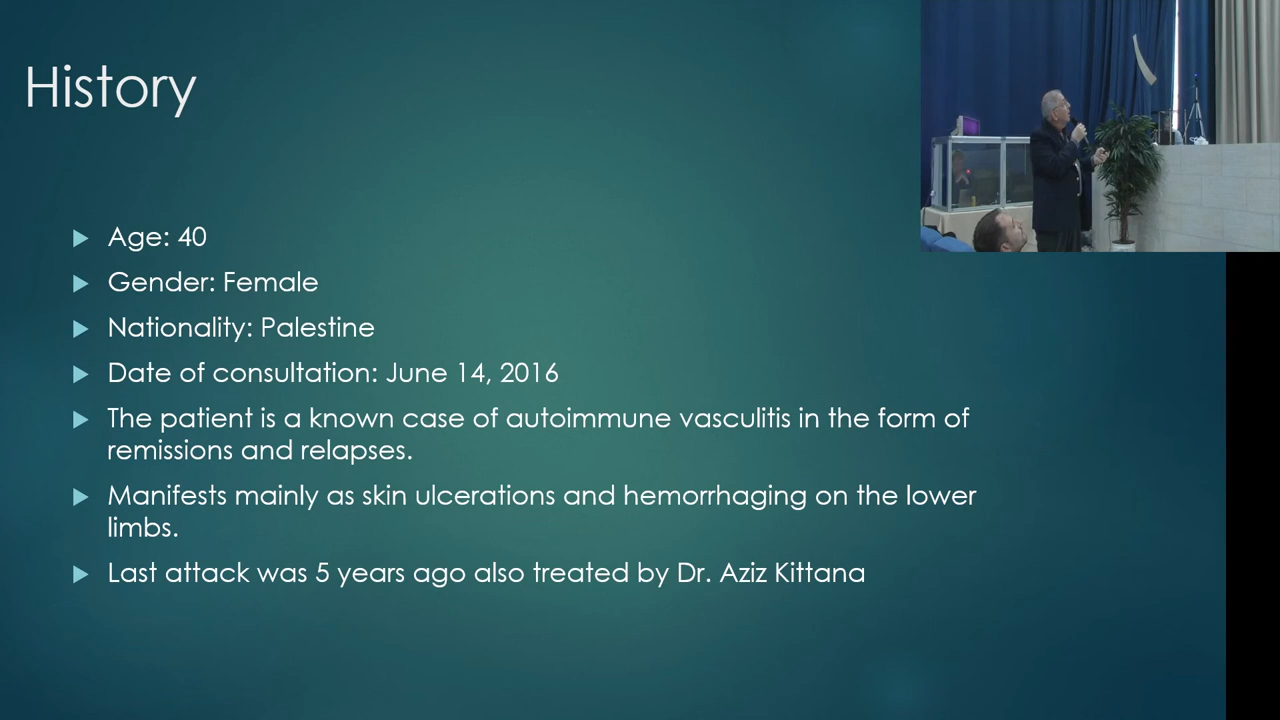 History
Age: 40
Gender: Female
Nationality: Palestine
Date of consultation: June 14, 2016
The patient is a known case of autoimmune vasculitis in the form of
remissions and relapses.
Manifests mainly as skin ulcerations and hemorrhaging on the lower
limbs.
Last attack was 5 years ago also treated by Dr. Aziz Kittana